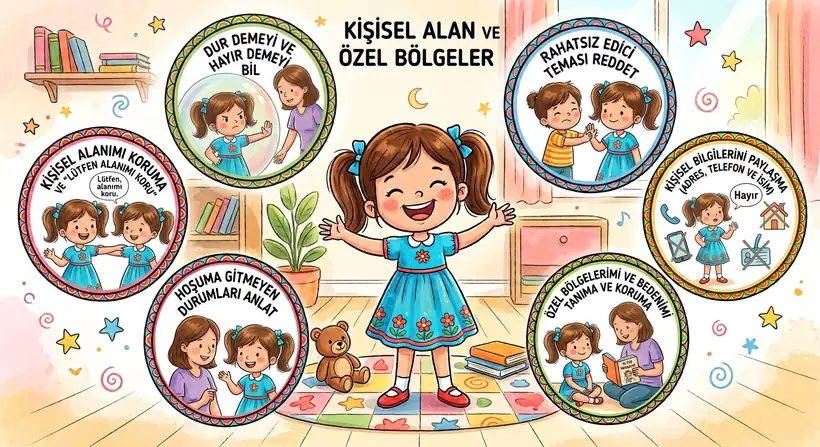 KİŞİSEL ALAN VE
ÖZEL BÖLGELER
DUR DEMEYİ VE
HAYIR DEMEYİ
BİL
RAHATSIZ EDİCİ
TEMASI REDDET
KİŞİSEL ALANIMI KORUMA
VE "LÜTFEN ALANIMI KORU"
Lütfen,
alanımı
koru.
KİŞİSEL BİLGİLERİNİ PAYLAŞMA
(ADRES, TELEFON VE İSİM)
Hayır
HOŞUMA GİTMEYEN
DURUMLARI ANLAT
ÖZEL BÖLGELERİMİ VE BEDENİMİ
TANIMA VE KORUMA